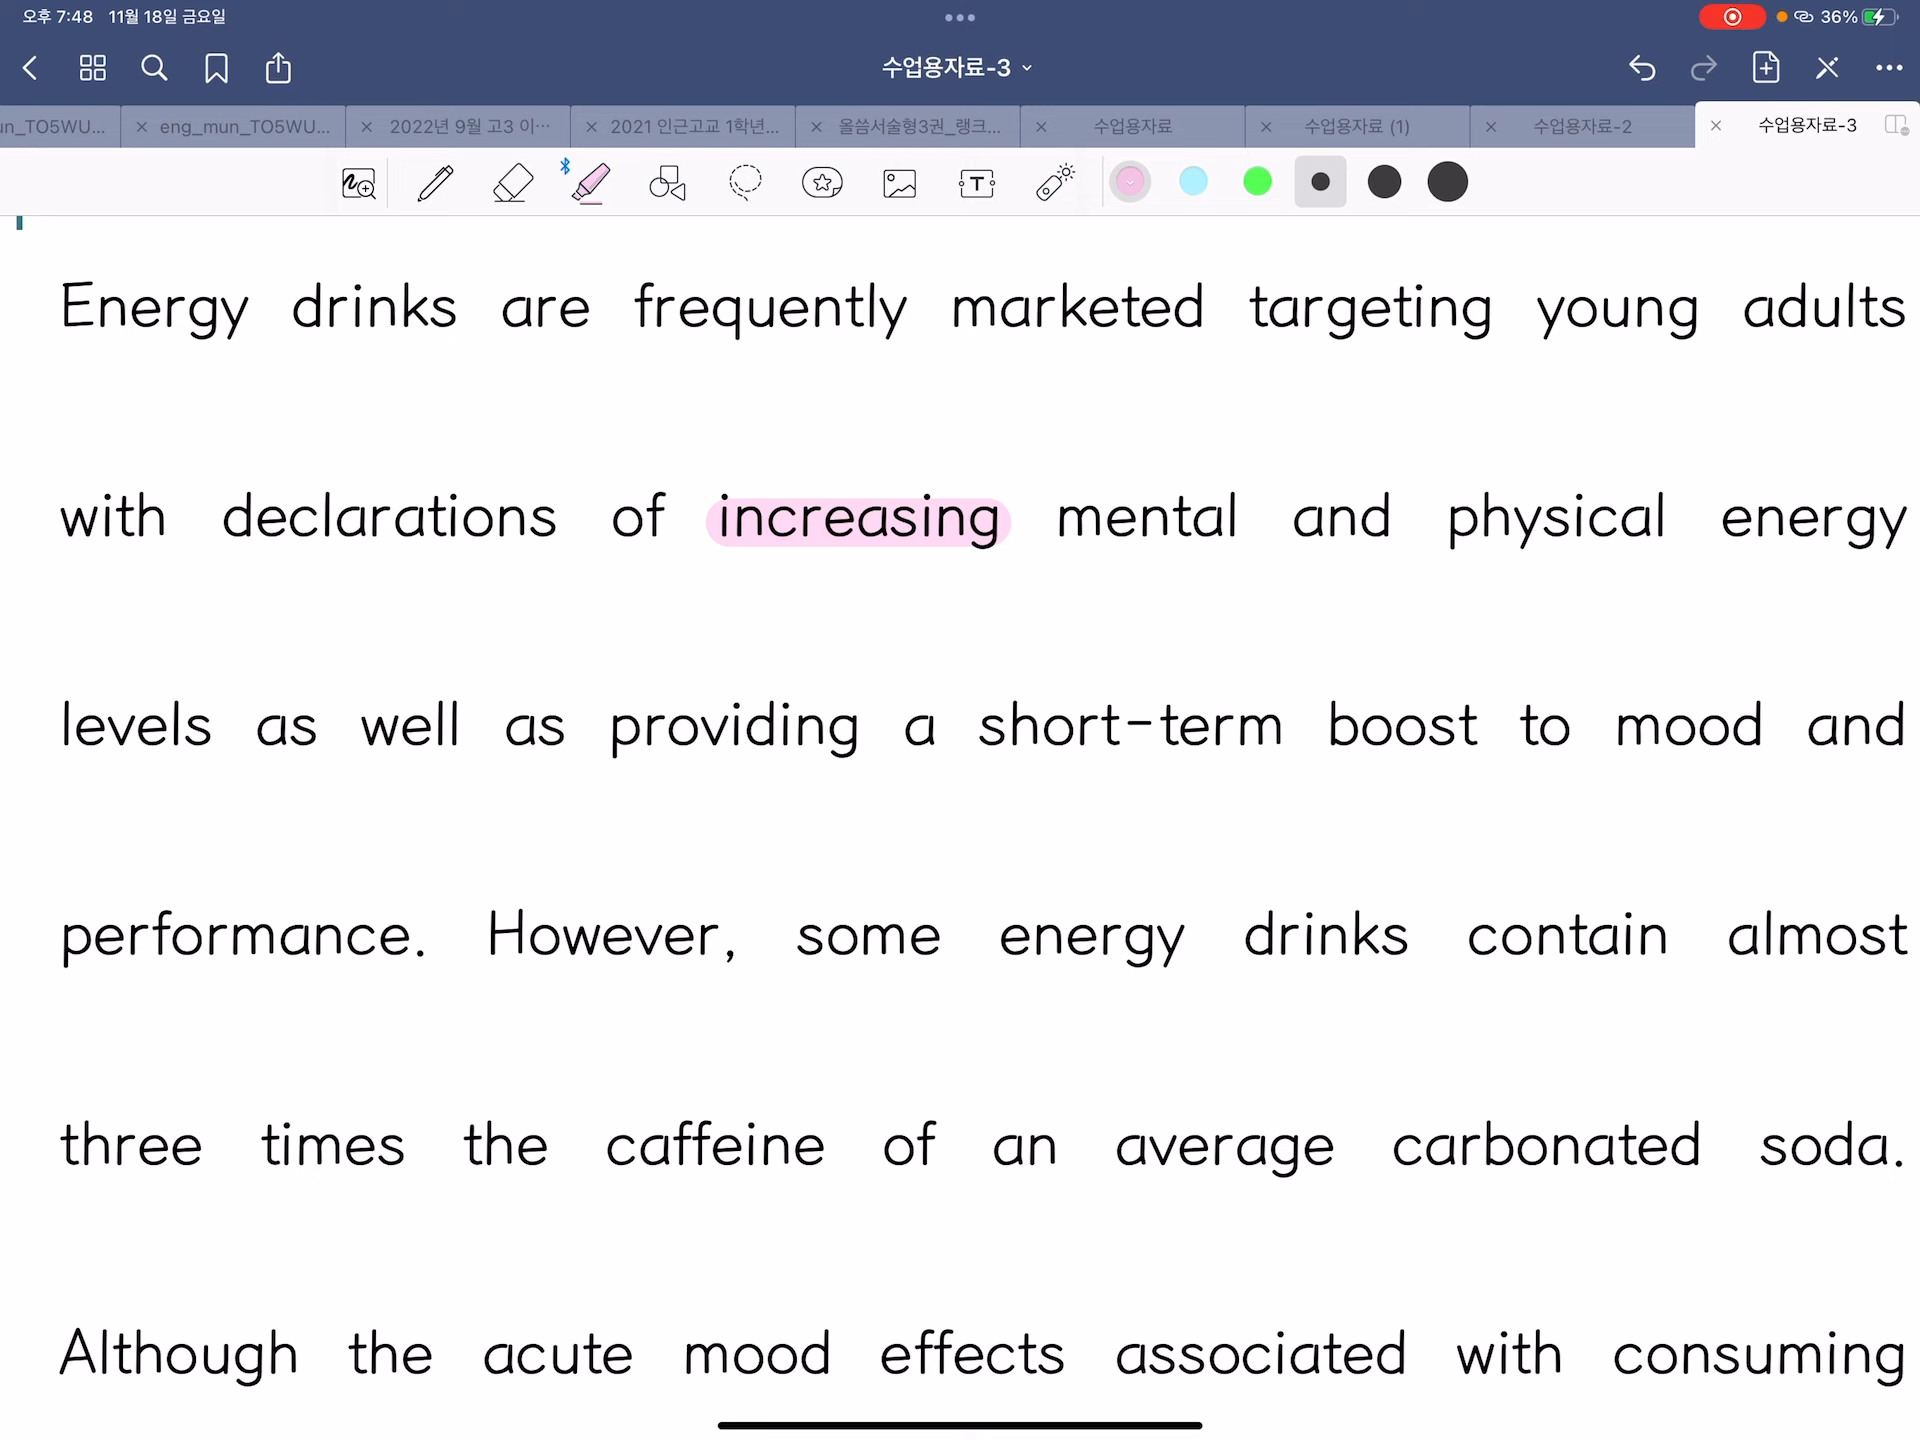 오후 7:48 11월 18일 금요일
36%
수업용자료-3
un_TO5WU...
eng_mun_TO5WU...
2022년 9월 고3 이...
2021 인근고교 1학년...
올씀서술형3권_랭크...
수업용자료
수업용자료 (1)
수업용자료-2
수업용자료-3
Energy drinks are frequently marketed targeting young adults
with declarations of increasing mental and physical energy
levels as well as providing a short-term boost to mood and
performance. However, some energy drinks contain almost
three times the caffeine of an average carbonated soda.
Although the acute mood effects associated with consuming